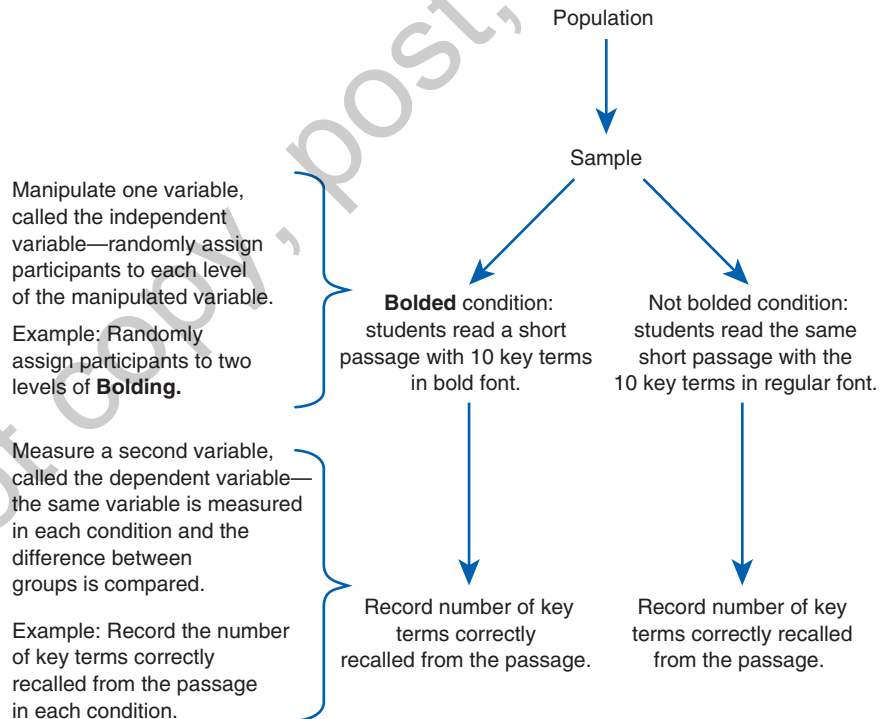 Population
Sample
Manipulate one variable,
called the independent
variable—randomly assign
participants to each level
of the manipulated variable.
Example: Randomly
assign participants to two
levels of Bolding.
Bolded condition:
students read a short
passage with 10 key terms
in bold font.
Not bolded condition:
students read the same
short passage with the
10 key terms in regular font.
Measure a second variable,
called the dependent variable—
the same variable is measured
in each condition and the
difference between
groups is compared.
Example: Record the number
of key terms correctly
recalled from the passage
in each condition.
Record number of key
terms correctly
recalled from the passage.
Record number of key
terms correctly recalled
from the passage.
copy, post,